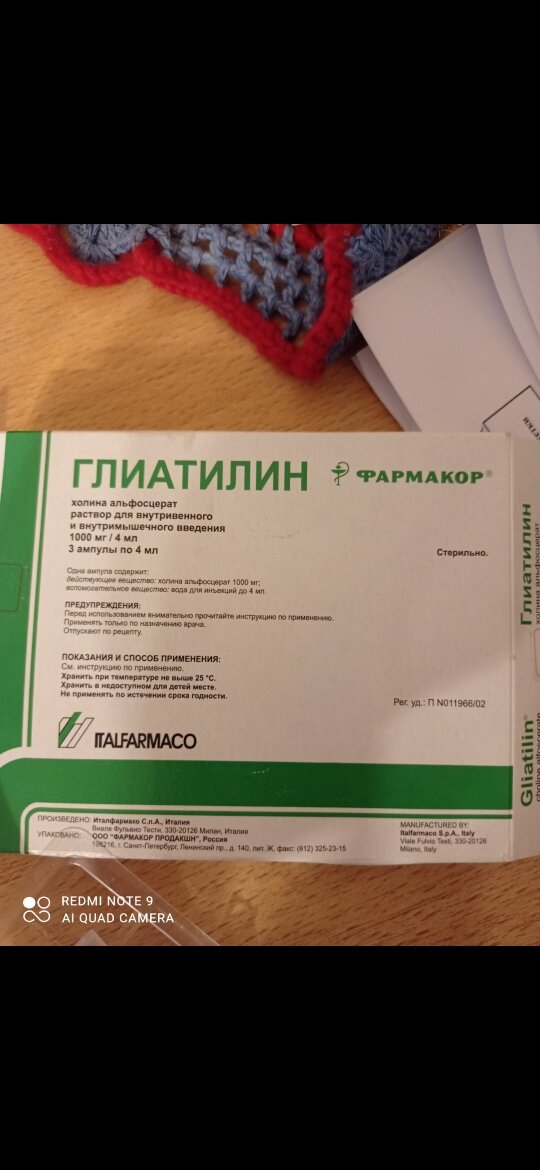 ГЛИАТИЛИН
ФАРМАКОР®
холина альфосцерат
раствор для внутривенного
и внутримышечного введения
1000 мг / 4 мл
3 ампулы по 4 мл
Стерильно.
Одна ампула содержит:
действующее вещество: холина альфосцерат 1000 мг;
вспомогательное вещество: вода для инъекций до 4 мл.
ПРЕДУПРЕЖДЕНИЯ:
Перед использованием внимательно прочитайте инструкцию по применению.
Применять только по назначению врача.
Отпускают по рецепту.
ПОКАЗАНИЯ И СПОСОБ ПРИМЕНЕНИЯ:
См. инструкцию по применению.
Хранить при температуре не выше 25 °С.
Хранить в недоступном для детей месте.
Не применять по истечении срока годности.
Рег. уд.: П N011966/02
ITALFARMACO
ПРОИЗВЕДЕНО: Италфармако С.п.А., Италия
Виале Фульвио Тести, 330-20126 Милан, Италия
УПАКОВАНО: ООО "ФАРМАКОР ПРОДАКШН", Россия
198216, г. Санкт-Петербург, Ленинский пр., д. 140, лит. Ж, факс: (812) 325-23-15
MANUFACTURED BY:
Italfarmaco S.p.A., Italy
Viale Fulvio Testi, 330-20126
Milano, Italy
Глиатилин
холина альфосцерат
Gliatilin®
choline alfoscerate
REDMI NOTE 9
AI QUAD CAMERA